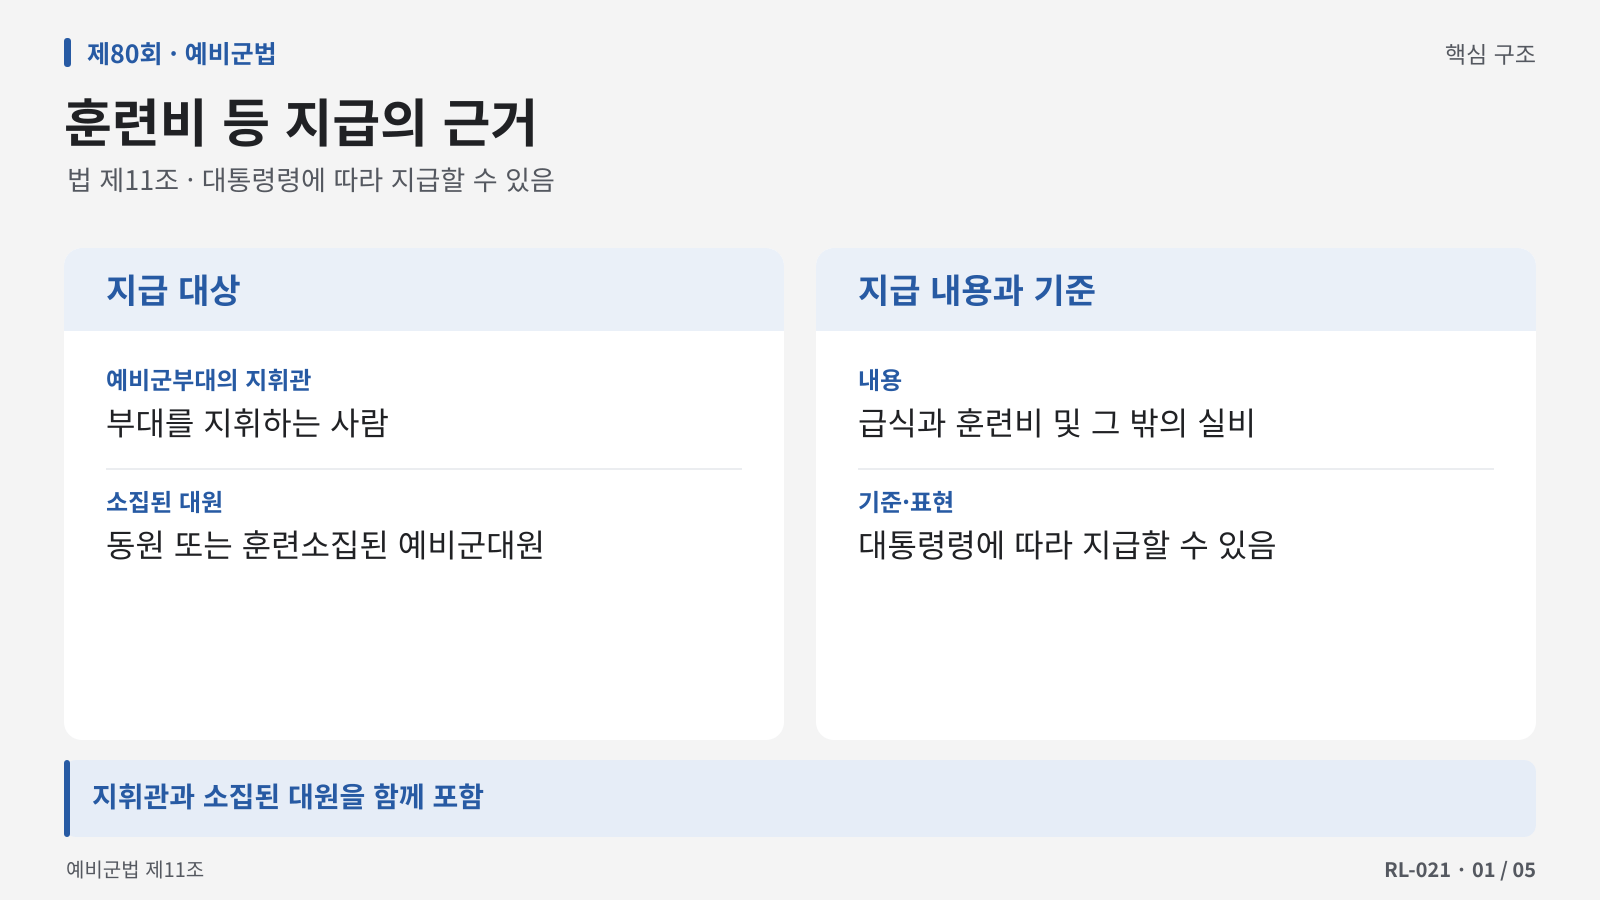 제80회 · 예비군법
핵심 구조
훈련비 등 지급의 근거
법 제11조 · 대통령령에 따라 지급할 수 있음
지급 대상
예비군부대의 지휘관
부대를 지휘하는 사람
소집된 대원
동원 또는 훈련소집된 예비군대원
지급 내용과 기준
내용
급식과 훈련비 및 그 밖의 실비
기준·표현
대통령령에 따라 지급할 수 있음
지휘관과 소집된 대원을 함께 포함
예비군법 제11조
RL-021 · 01 / 05